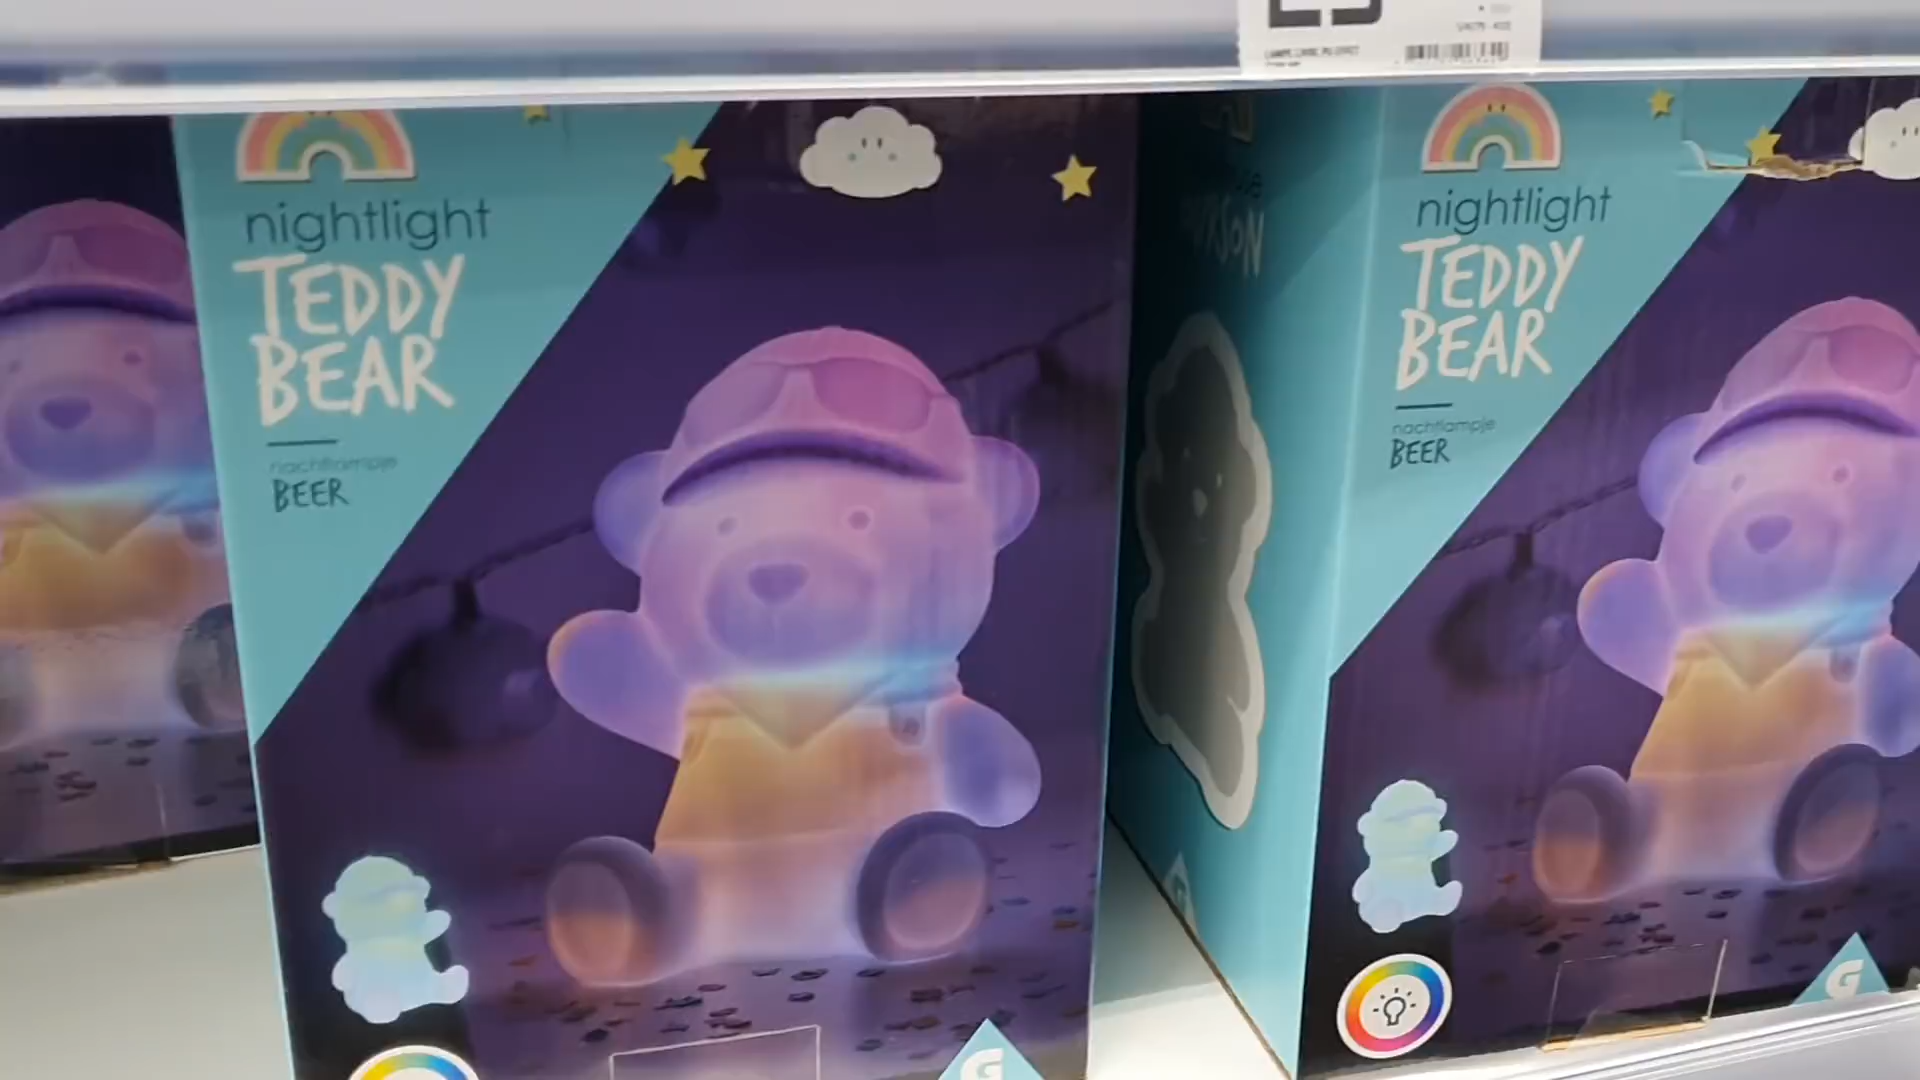 nightlight
TEDDY
BEAR
nachtlampje
BEER
G
nightlight
TEDDY
BEAR
nachtlampje
BEER
G